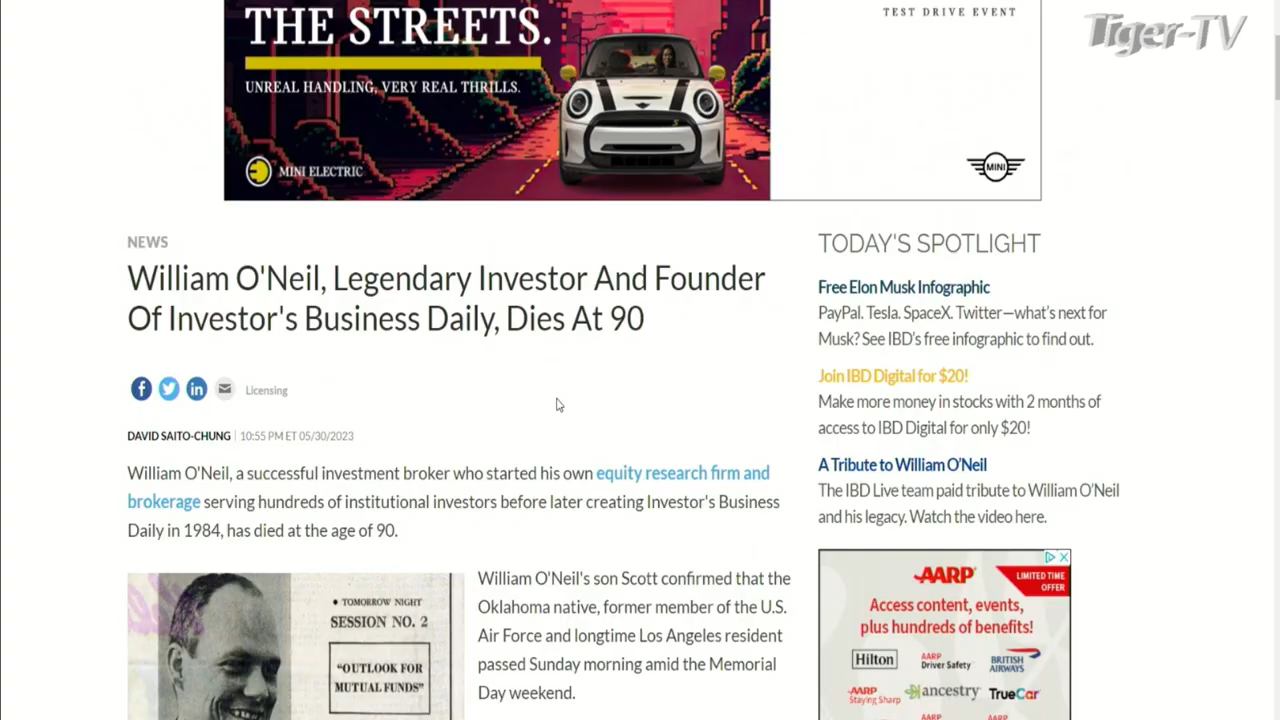 THE STREETS.
UNREAL HANDLING, VERY REAL THRILLS.
MINI ELECTRIC
TEST DRIVE EVENT
MINI
Tiger-TV
NEWS
William O'Neil, Legendary Investor And Founder
Of Investor's Business Daily, Dies At 90
Licensing
DAVID SAITO-CHUNG | 10:55 PM ET 05/30/2023
William O'Neil, a successful investment broker who started his own equity research firm and
brokerage serving hundreds of institutional investors before later creating Investor's Business
Daily in 1984, has died at the age of 90.
• TOMORROW NIGHT
SESSION NO. 2
"OUTLOOK FOR
MUTUAL FUNDS"
William O'Neil's son Scott confirmed that the
Oklahoma native, former member of the U.S.
Air Force and longtime Los Angeles resident
passed Sunday morning amid the Memorial
Day weekend.
TODAY'S SPOTLIGHT
Free Elon Musk Infographic
PayPal. Tesla. SpaceX. Twitter—what's next for
Musk? See IBD's free infographic to find out.
Join IBD Digital for $20!
Make more money in stocks with 2 months of
access to IBD Digital for only $20!
A Tribute to William O'Neil
The IBD Live team paid tribute to William O'Neil
and his legacy. Watch the video here.
AARP
LIMITED TIME
OFFER
Access content, events,
plus hundreds of benefits!
Hilton
AARP
Driver Safety
BRITISH
AIRWAYS
AARP
Staying Sharp
ancestry
TrueCar
AARP
AARP